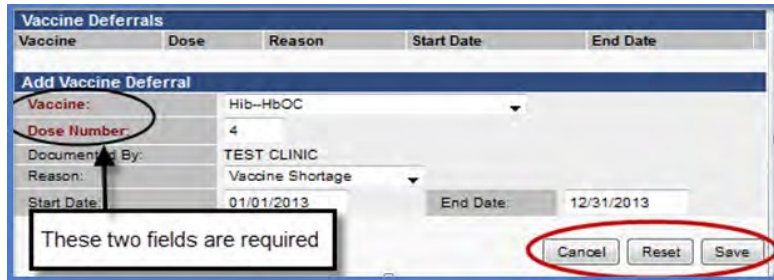 Vaccine Deferrals
Vaccine Dose Reason Start Date End Date
Add Vaccine Deferral
Vaccine: Hib--HbOC
Dose Number: 4
Documented By: TEST CLINIC
Reason: Vaccine Shortage
Start Date: 01/01/2013 End Date: 12/31/2013
These two fields are required
Cancel Reset Save